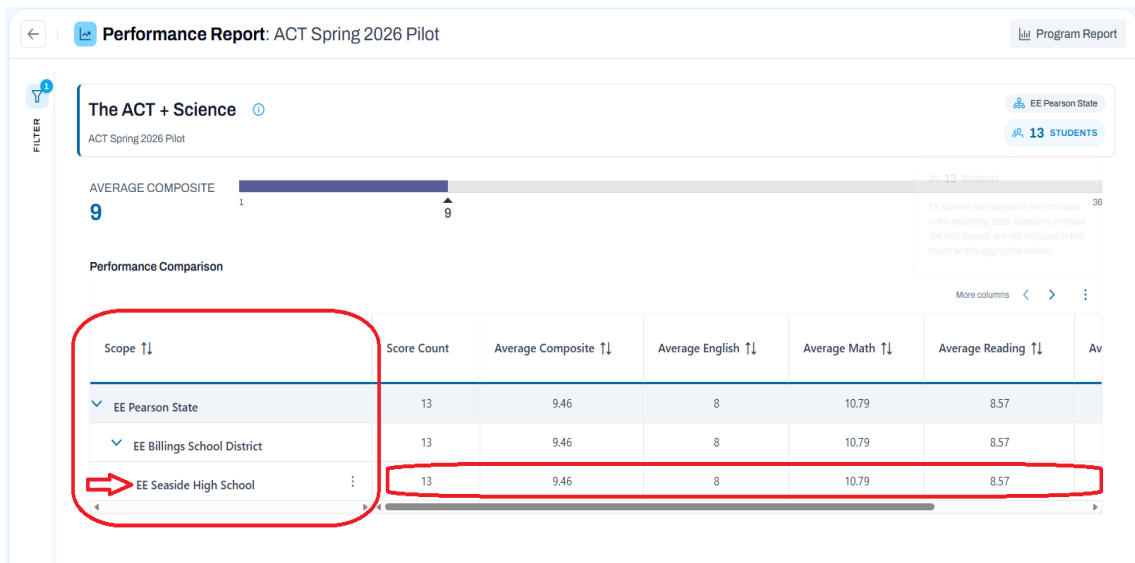 Performance Report: ACT Spring 2026 Pilot
Program Report
1
FILTER
The ACT + Science
ACT Spring 2026 Pilot
EE Pearson State
13 STUDENTS
AVERAGE COMPOSITE
9
1
9
36
13 Students
13 student test sessions are included
in the reporting data. Sessions marked
'Do Not Report' are not included in this
count or any aggregate values.
Performance Comparison
More columns
Scope Score Count Average Composite Average English Average Math Average Reading Av
EE Pearson State 13 9.46 8 10.79 8.57
EE Billings School District 13 9.46 8 10.79 8.57
EE Seaside High School 13 9.46 8 10.79 8.57